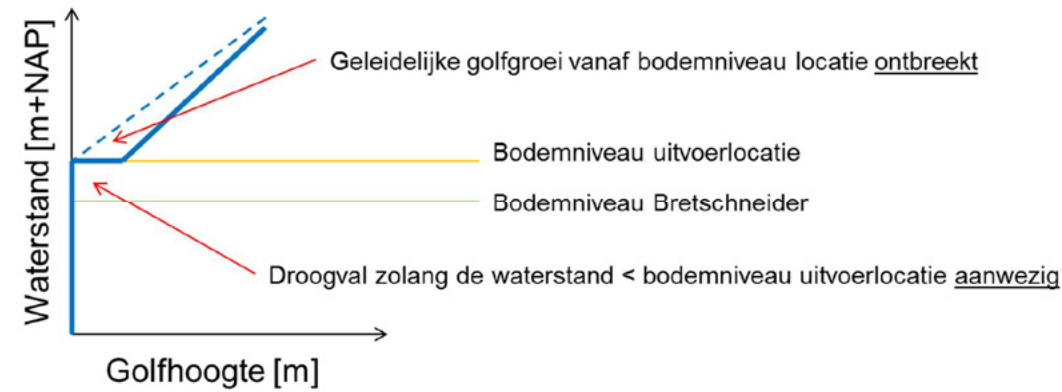 Waterstand [m+NAP]
Geleidelijke golfgroei vanaf bodemniveau locatie ontbreekt
Bodemniveau uitvoerlocatie
Bodemniveau Bretschneider
Droogval zolang de waterstand < bodemniveau uitvoerlocatie aanwezig
Golfhoogte [m]